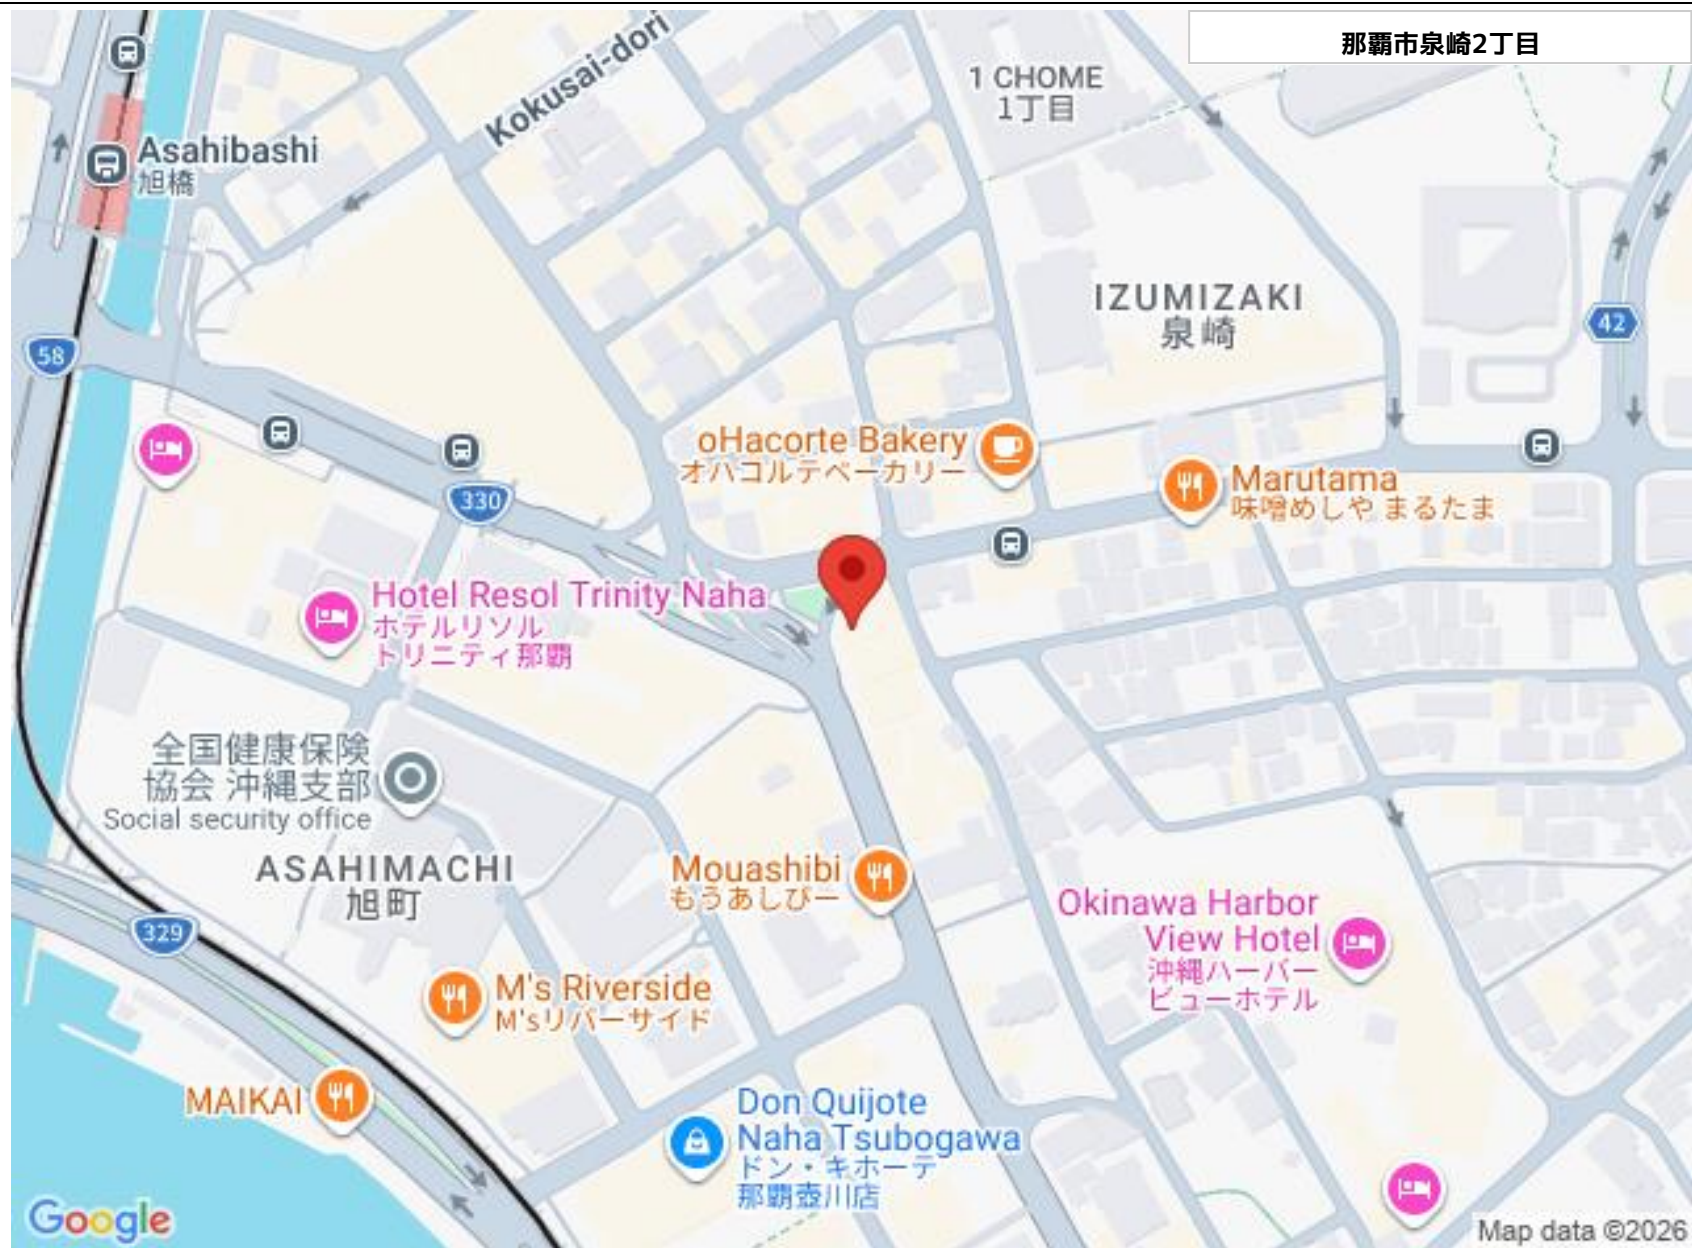 那覇市泉崎2丁目
Kokusai-dori
1 CHOME
1丁目
Asahibashi
旭橋
IZUMIZAKI
泉崎
42
58
oHacorte Bakery
オハコルテベーカリー
Marutama
味噌めしや まるたま
330
Hotel Resol Trinity Naha
ホテルリソル
トリニティ那覇
全国健康保険
協会 沖縄支部
Social security office
ASAHIMACHI
旭町
Mouashibi
もうあしびー
Okinawa Harbor
View Hotel
沖縄ハーバー
ビューホテル
329
M's Riverside
M'sリバーサイド
MAIKAI
Don Quijote
Naha Tsubogawa
ドン・キホーテ
那覇壺川店
Google
Map data ©2026